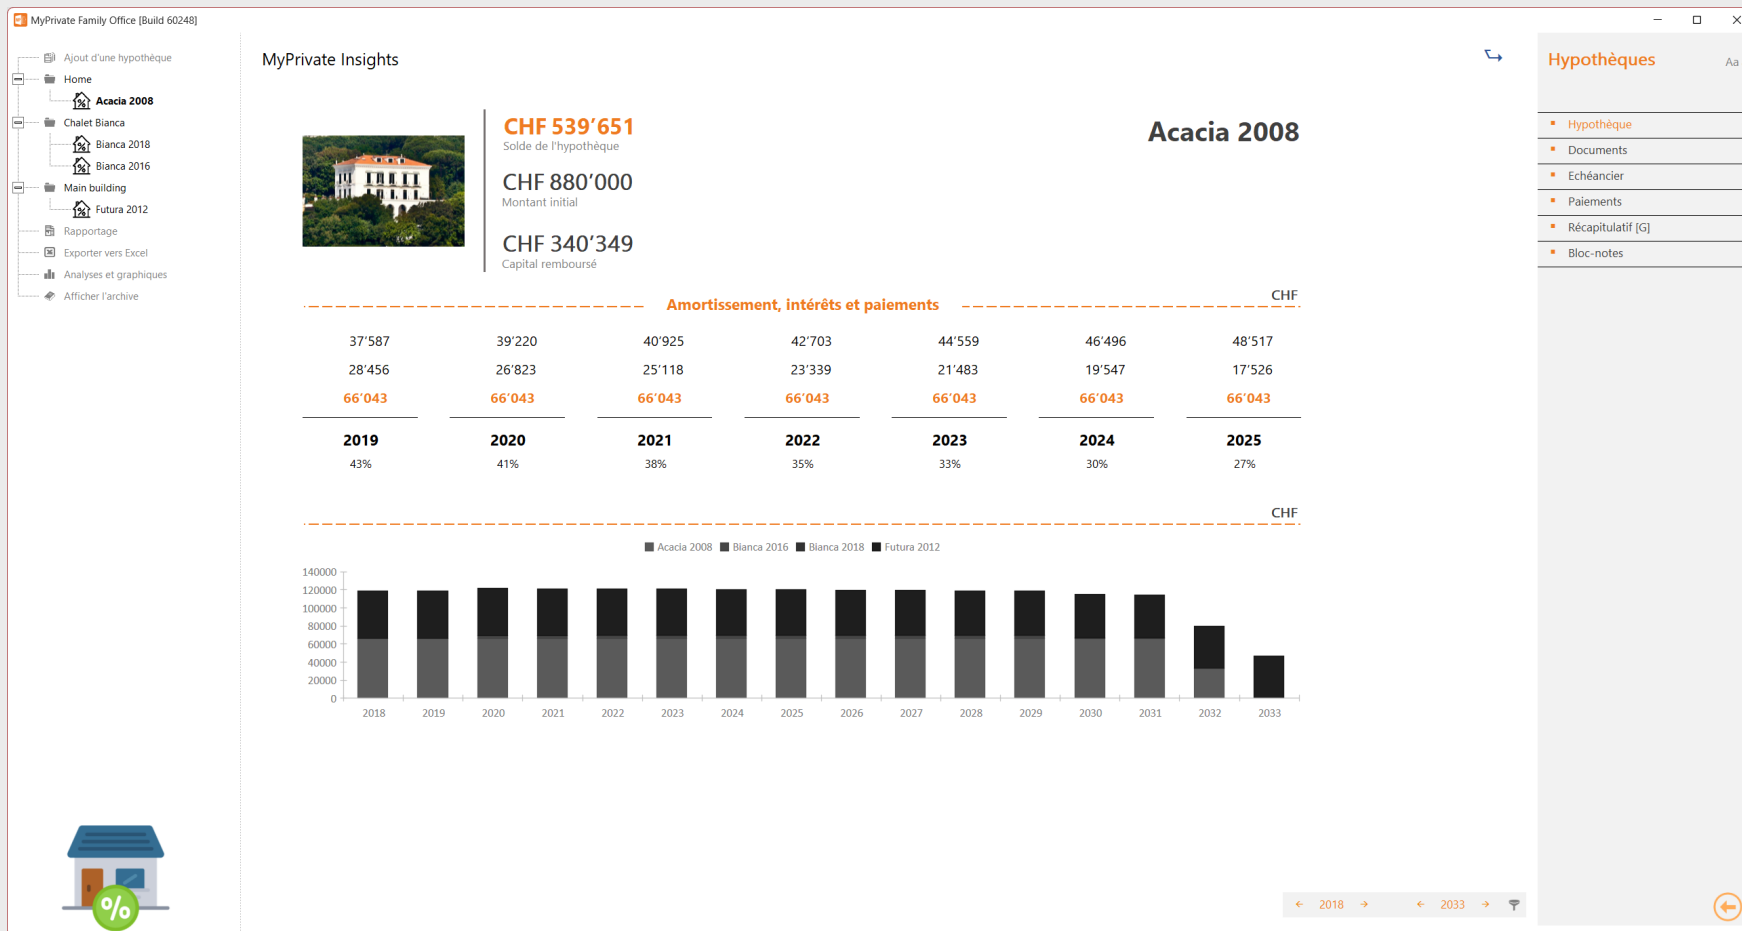 MyPrivate Family Office [Build 60248]
Ajout d'une hypothèque
Home
Acacia 2008
Chalet Bianca
Bianca 2018
Bianca 2016
Main building
Futura 2012
Rapportage
Exporter vers Excel
Analyses et graphiques
Afficher l'archive
MyPrivate Insights
CHF 539’651
Solde de l'hypothèque
CHF 880’000
Montant initial
CHF 340’349
Capital remboursé
Acacia 2008
Amortissement, intérêts et paiements CHF
37’587 39’220 40’925 42’703 44’559 46’496 48’517
28’456 26’823 25’118 23’339 21’483 19’547 17’526
66’043 66’043 66’043 66’043 66’043 66’043 66’043
2019 2020 2021 2022 2023 2024 2025
43% 41% 38% 35% 33% 30% 27%
CHF
Acacia 2008 Bianca 2016 Bianca 2018 Futura 2012
140000
120000
100000
80000
60000
40000
20000
0
2018 2019 2020 2021 2022 2023 2024 2025 2026 2027 2028 2029 2030 2031 2032 2033
2018 2033
Hypothèques Aa
Hypothèque
Documents
Echéancier
Paiements
Récapitulatif [G]
Bloc-notes
%